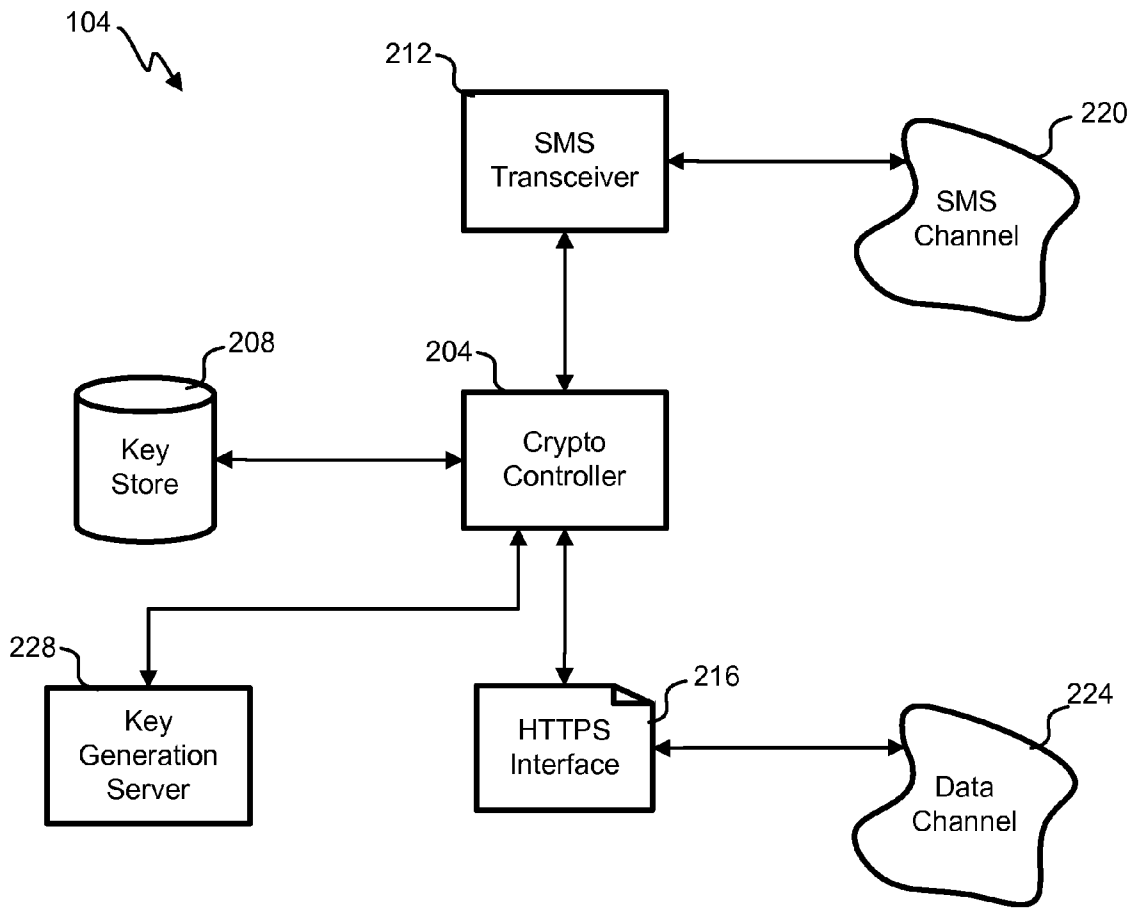 104
212
SMS
Transceiver
220
SMS
Channel
208
Key
Store
204
Crypto
Controller
228
Key
Generation
Server
216
HTTPS
Interface
224
Data
Channel